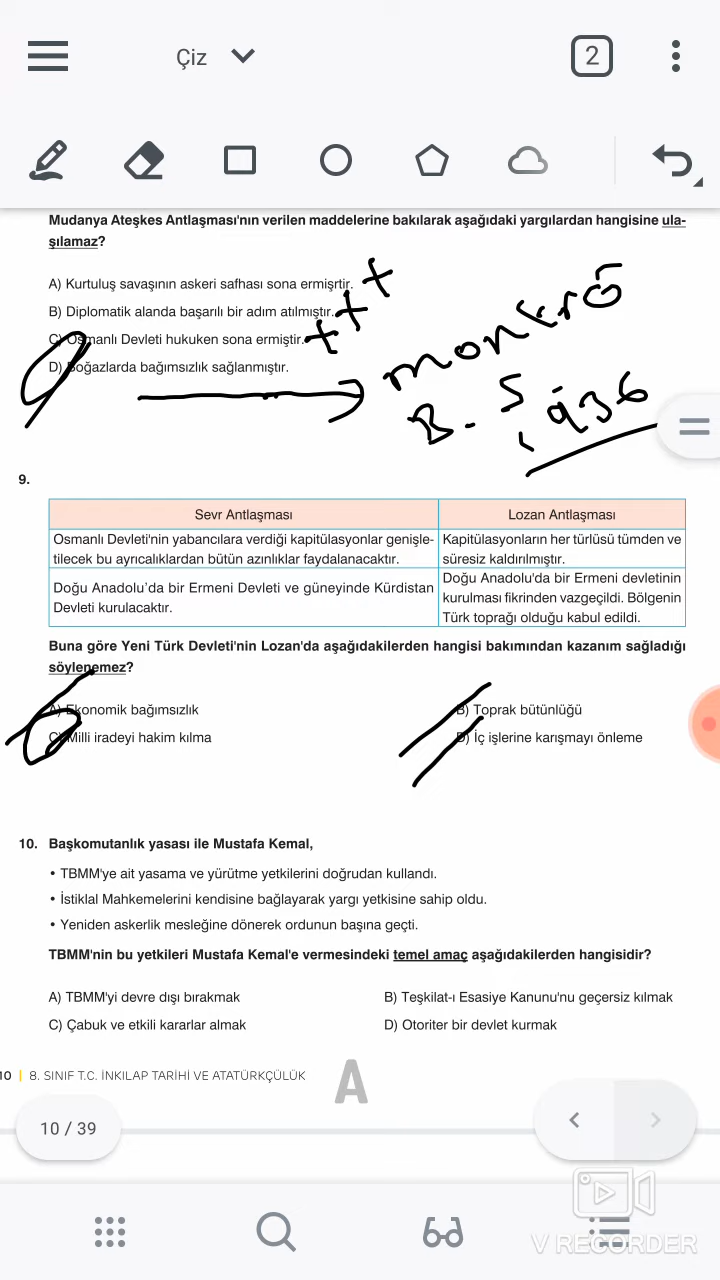 Çiz
2
Mudanya Ateşkes Antlaşması'nın verilen maddelerine bakılarak aşağıdaki yargılardan hangisine ula-
şılamaz?
A) Kurtuluş savaşının askeri safhası sona ermişrtir.
B) Diplomatik alanda başarılı bir adım atılmıştır.
C) Osmanlı Devleti hukuken sona ermiştir.
D) Boğazlarda bağımsızlık sağlanmıştır.
montrö
B. S
1936
9.
Sevr Antlaşması
Lozan Antlaşması
Osmanlı Devleti'nin yabancılara verdiği kapitülasyonlar genişle-
tilecek bu ayrıcalıklardan bütün azınlıklar faydalanacaktır.
Kapitülasyonların her türlüsü tümden ve
süresiz kaldırılmıştır.
Doğu Anadolu'da bir Ermeni Devleti ve güneyinde Kürdistan
Devleti kurulacaktır.
Doğu Anadolu'da bir Ermeni devletinin
kurulması fikrinden vazgeçildi. Bölgenin
Türk toprağı olduğu kabul edildi.
Buna göre Yeni Türk Devleti'nin Lozan'da aşağıdakilerden hangisi bakımından kazanım sağladığı
söylenemez?
A) Ekonomik bağımsızlık
B) Toprak bütünlüğü
C) Milli iradeyi hakim kılma
D) İç işlerine karışmayı önleme
10. Başkomutanlık yasası ile Mustafa Kemal,
• TBMM'ye ait yasama ve yürütme yetkilerini doğrudan kullandı.
• İstiklal Mahkemelerini kendisine bağlayarak yargı yetkisine sahip oldu.
• Yeniden askerlik mesleğine dönerek ordunun başına geçti.
TBMM'nin bu yetkileri Mustafa Kemal'e vermesindeki temel amaç aşağıdakilerden hangisidir?
A) TBMM'yi devre dışı bırakmak
B) Teşkilat-ı Esasiye Kanunu'nu geçersiz kılmak
C) Çabuk ve etkili kararlar almak
D) Otoriter bir devlet kurmak
10 | 8. SINIF T.C. İNKILAP TARİHİ VE ATATÜRKÇÜLÜK
A
10 / 39
V RECORDER